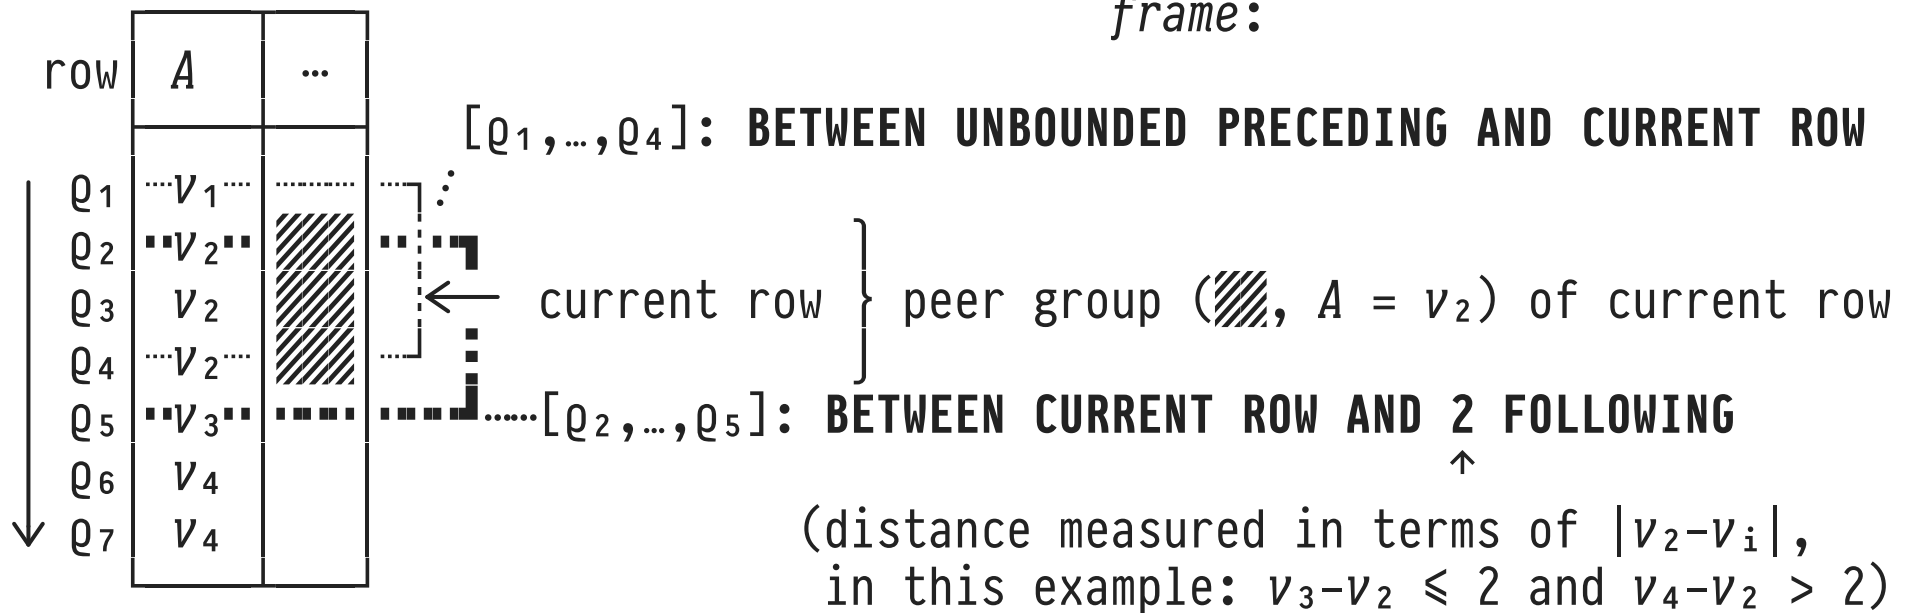 frame:
row A …
[ϱ₁,…,ϱ₄]: BETWEEN UNBOUNDED PRECEDING AND CURRENT ROW
ϱ₁ v₁
ϱ₂ v₂
ϱ₃ v₂ ← current row } peer group (▨, A = v₂) of current row
ϱ₄ v₂
ϱ₅ v₃ [ϱ₂,…,ϱ₅]: BETWEEN CURRENT ROW AND 2 FOLLOWING
↑
ϱ₆ v₄
ϱ₇ v₄ (distance measured in terms of |v₂−vᵢ|,
in this example: v₃−v₂ ⩽ 2 and v₄−v₂ > 2)